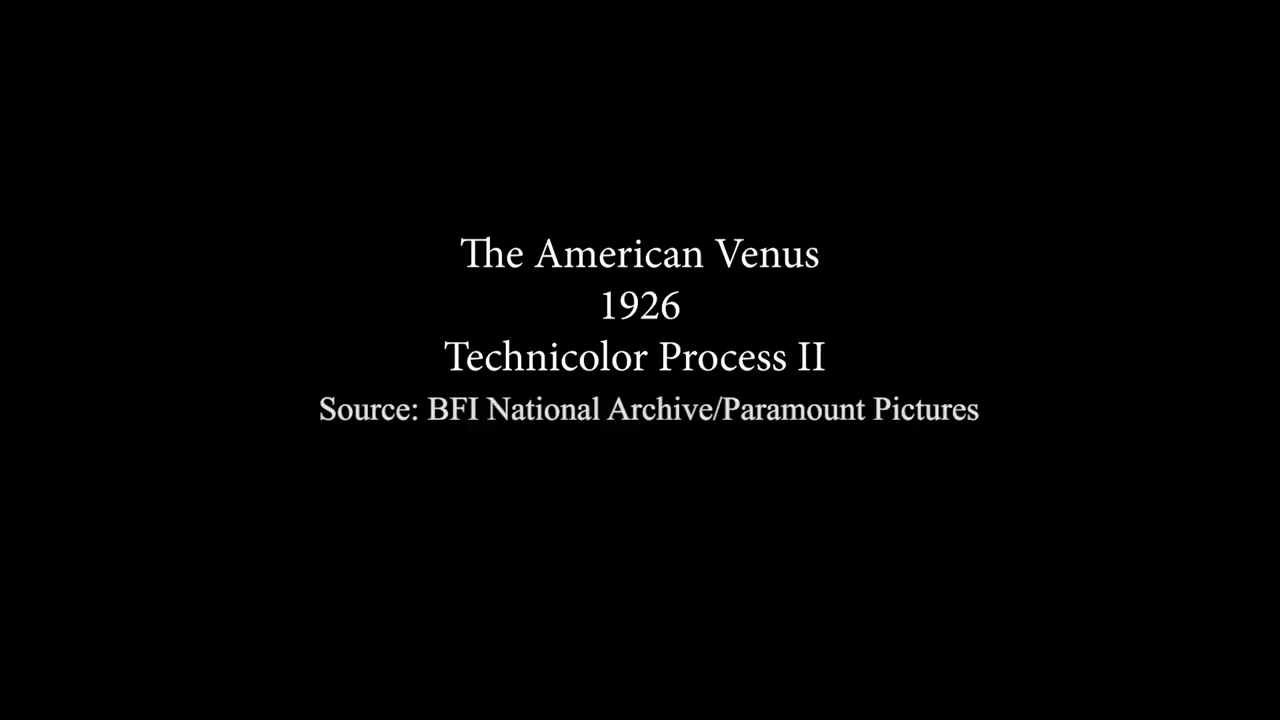 The American Venus
1926
Technicolor Process II
Source: BFI National Archive/Paramount Pictures